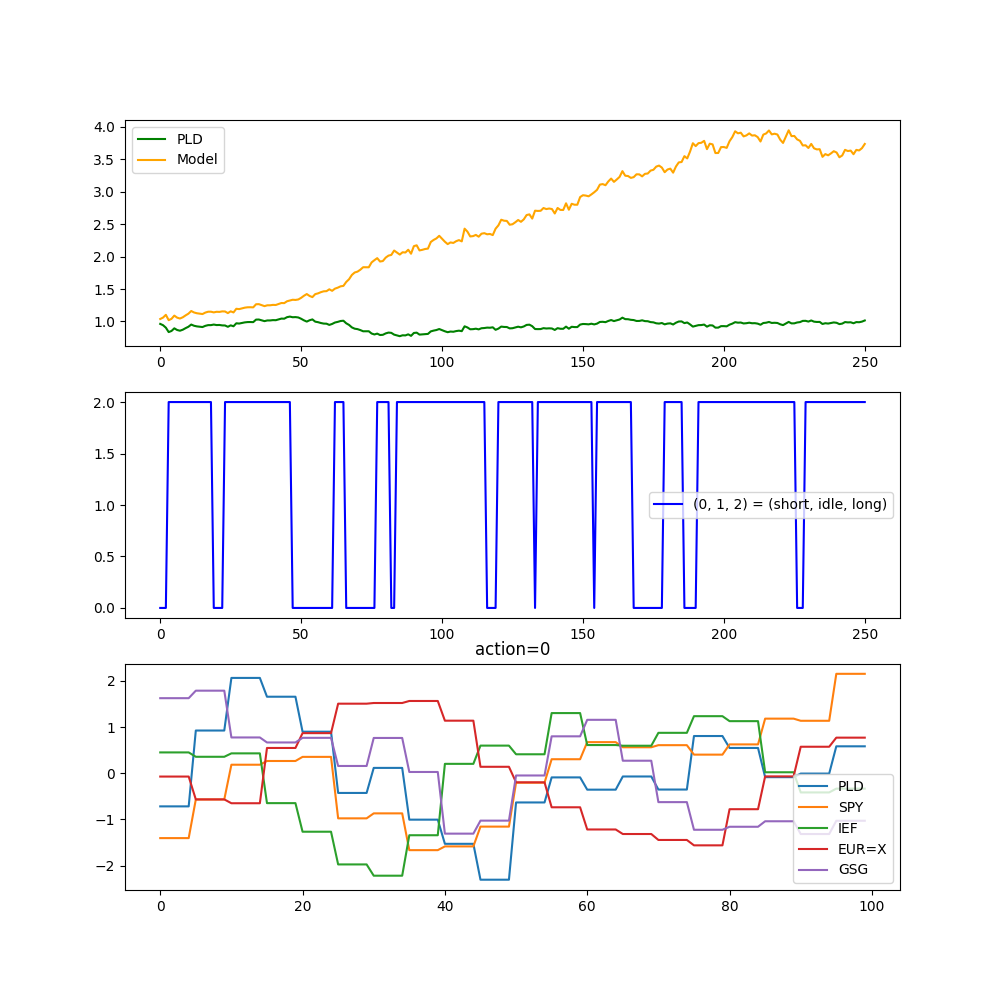 4.0
3.5
3.0
2.5
2.0
1.5
1.0
PLD
Model
0 50 100 150 200 250
2.0
1.5
1.0
0.5
0.0
(0, 1, 2) = (short, idle, long)
0 50 100 150 200 250
action=0
2
1
0
−1
−2
PLD
SPY
IEF
EUR=X
GSG
0 20 40 60 80 100